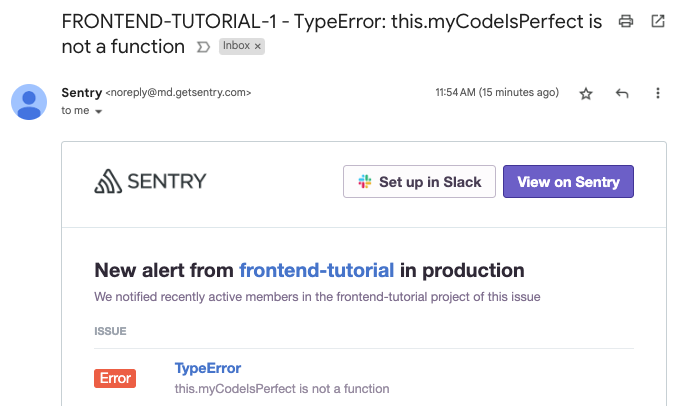 FRONTEND-TUTORIAL-1 - TypeError: this.myCodeIsPerfect is
not a function
Inbox ×
Sentry <noreply@md.getsentry.com>
11:54 AM (15 minutes ago)
to me
SENTRY
Set up in Slack
View on Sentry
New alert from frontend-tutorial in production
We notified recently active members in the frontend-tutorial project of this issue
ISSUE
Error
TypeError
this.myCodeIsPerfect is not a function